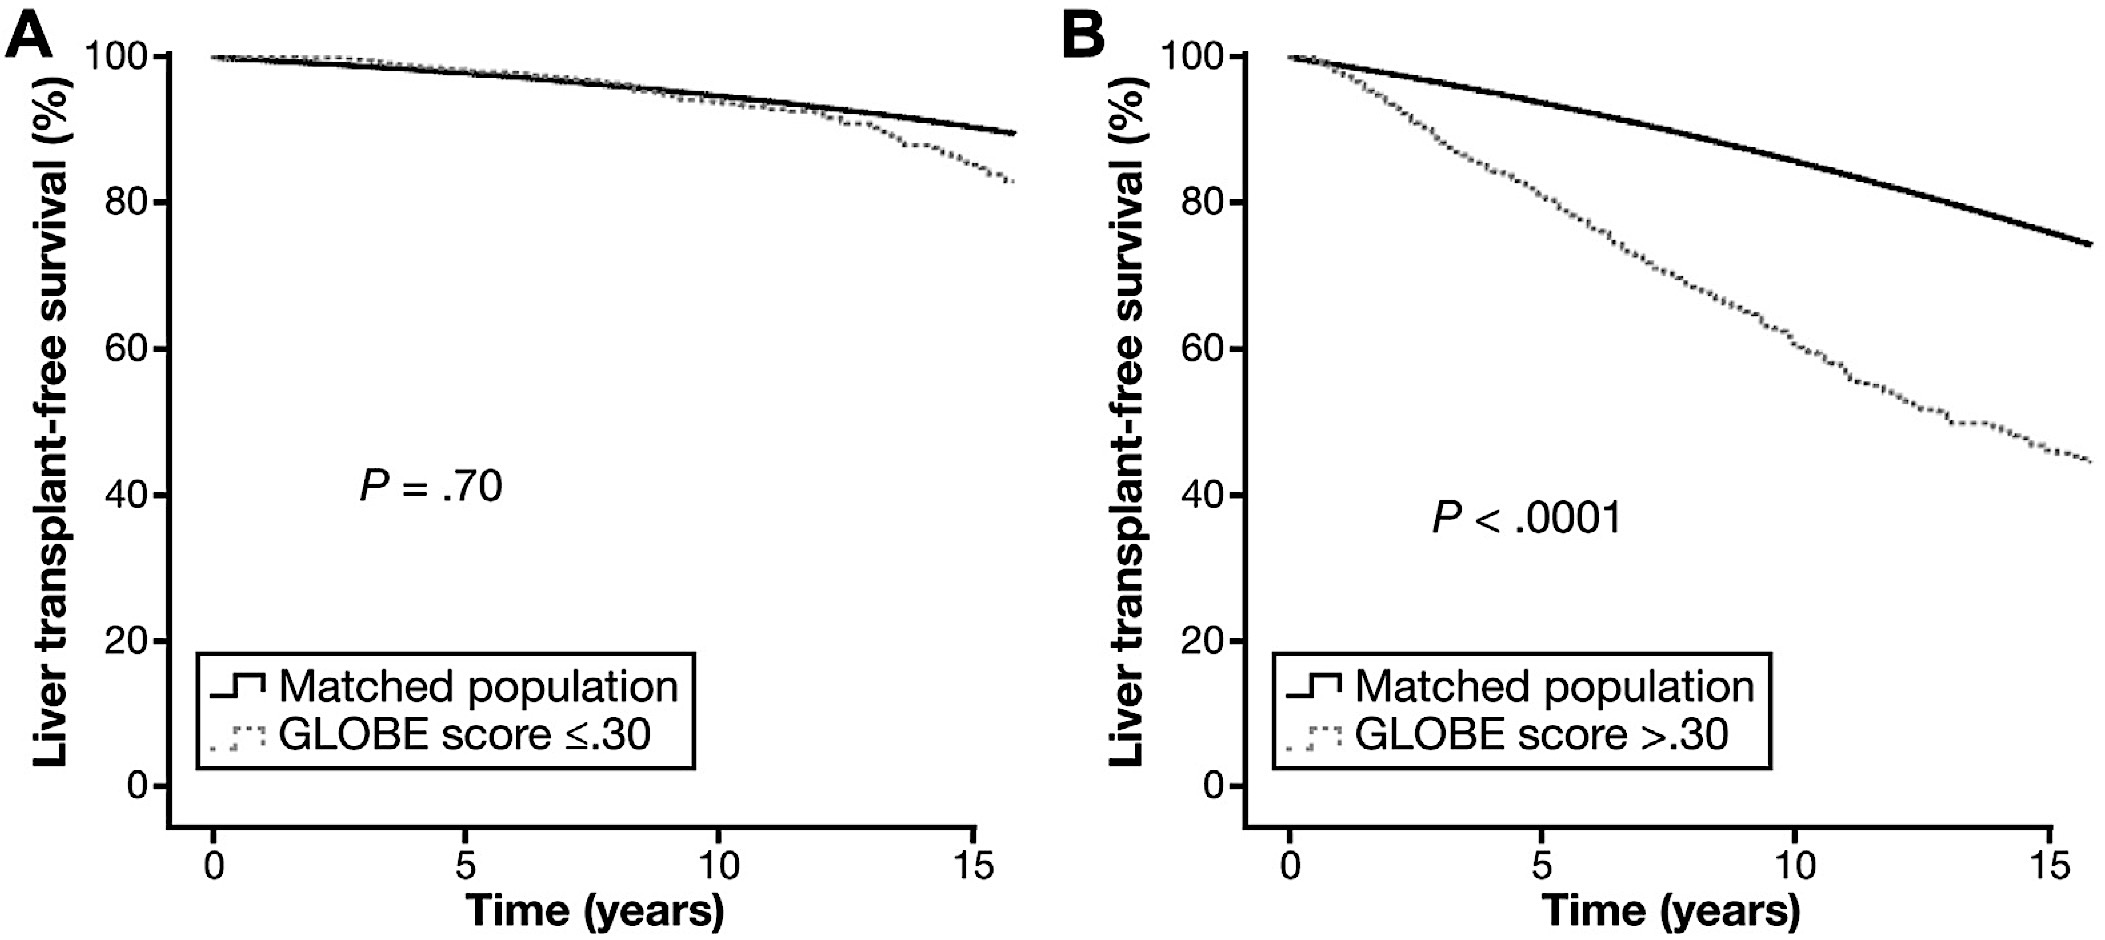 A
Liver transplant-free survival (%)
100
80
60
40
20
0
P = .70
Matched population
GLOBE score ≤.30
0 5 10 15
Time (years)
B
Liver transplant-free survival (%)
100
80
60
40
20
0
P < .0001
Matched population
GLOBE score >.30
0 5 10 15
Time (years)